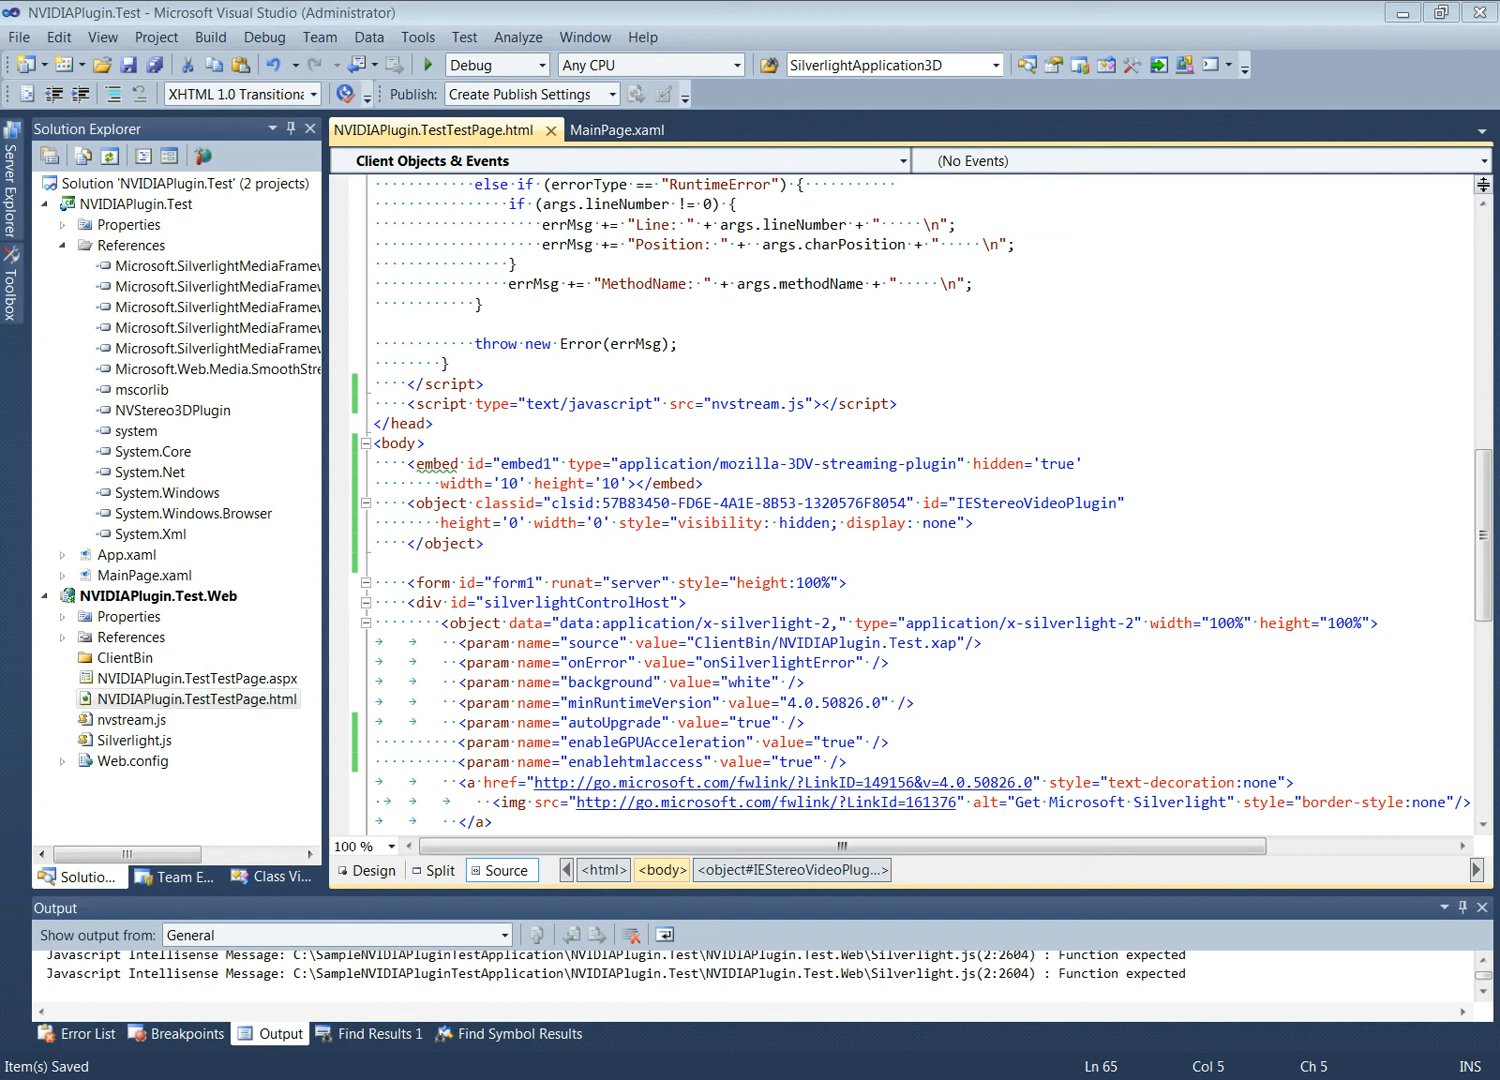 NVIDIAPlugin.Test - Microsoft Visual Studio (Administrator)
File Edit View Project Build Debug Team Data Tools Test Analyze Window Help
Debug Any CPU SilverlightApplication3D
XHTML 1.0 Transitiona Publish: Create Publish Settings
Server Explorer
Toolbox
Solution Explorer
Solution 'NVIDIAPlugin.Test' (2 projects)
NVIDIAPlugin.Test
Properties
References
Microsoft.SilverlightMediaFramew
Microsoft.SilverlightMediaFramew
Microsoft.SilverlightMediaFramew
Microsoft.SilverlightMediaFramew
Microsoft.SilverlightMediaFramew
Microsoft.Web.Media.SmoothStre
mscorlib
NVStereo3DPlugin
system
System.Core
System.Net
System.Windows
System.Windows.Browser
System.Xml
App.xaml
MainPage.xaml
NVIDIAPlugin.Test.Web
Properties
References
ClientBin
NVIDIAPlugin.TestTestPage.aspx
NVIDIAPlugin.TestTestPage.html
nvstream.js
Silverlight.js
Web.config
Solutio... Team E... Class Vi...
NVIDIAPlugin.TestTestPage.html MainPage.xaml
Client Objects & Events (No Events)
else if (errorType == "RuntimeError") {
if (args.lineNumber != 0) {
errMsg += "Line: " + args.lineNumber + "     \n";
errMsg += "Position: " +  args.charPosition + "     \n";
}
errMsg += "MethodName: " + args.methodName + "     \n";
}
throw new Error(errMsg);
}
</script>
<script type="text/javascript" src="nvstream.js"></script>
</head>
<body>
<embed id="embed1" type="application/mozilla-3DV-streaming-plugin" hidden='true'
width='10' height='10'></embed>
<object classid="clsid:57B83450-FD6E-4A1E-8B53-1320576F8054" id="IEStereoVideoPlugin"
height='0' width='0' style="visibility: hidden; display: none">
</object>
<form id="form1" runat="server" style="height:100%">
<div id="silverlightControlHost">
<object data="data:application/x-silverlight-2," type="application/x-silverlight-2" width="100%" height="100%">
<param name="source" value="ClientBin/NVIDIAPlugin.Test.xap"/>
<param name="onError" value="onSilverlightError" />
<param name="background" value="white" />
<param name="minRuntimeVersion" value="4.0.50826.0" />
<param name="autoUpgrade" value="true" />
<param name="enableGPUAcceleration" value="true" />
<param name="enablehtmlaccess" value="true" />
<a href="http://go.microsoft.com/fwlink/?LinkID=149156&v=4.0.50826.0" style="text-decoration:none">
<img src="http://go.microsoft.com/fwlink/?LinkId=161376" alt="Get Microsoft Silverlight" style="border-style:none"/>
</a>
100 %
Design Split Source <html> <body> <object#IEStereoVideoPlug...>
Output
Show output from: General
Javascript Intellisense Message: C:\SampleNVIDIAPluginTestApplication\NVIDIAPlugin.Test\NVIDIAPlugin.Test.Web\Silverlight.js(2:2604) : Function expected
Javascript Intellisense Message: C:\SampleNVIDIAPluginTestApplication\NVIDIAPlugin.Test\NVIDIAPlugin.Test.Web\Silverlight.js(2:2604) : Function expected
Error List Breakpoints Output Find Results 1 Find Symbol Results
Item(s) Saved Ln 65 Col 5 Ch 5 INS